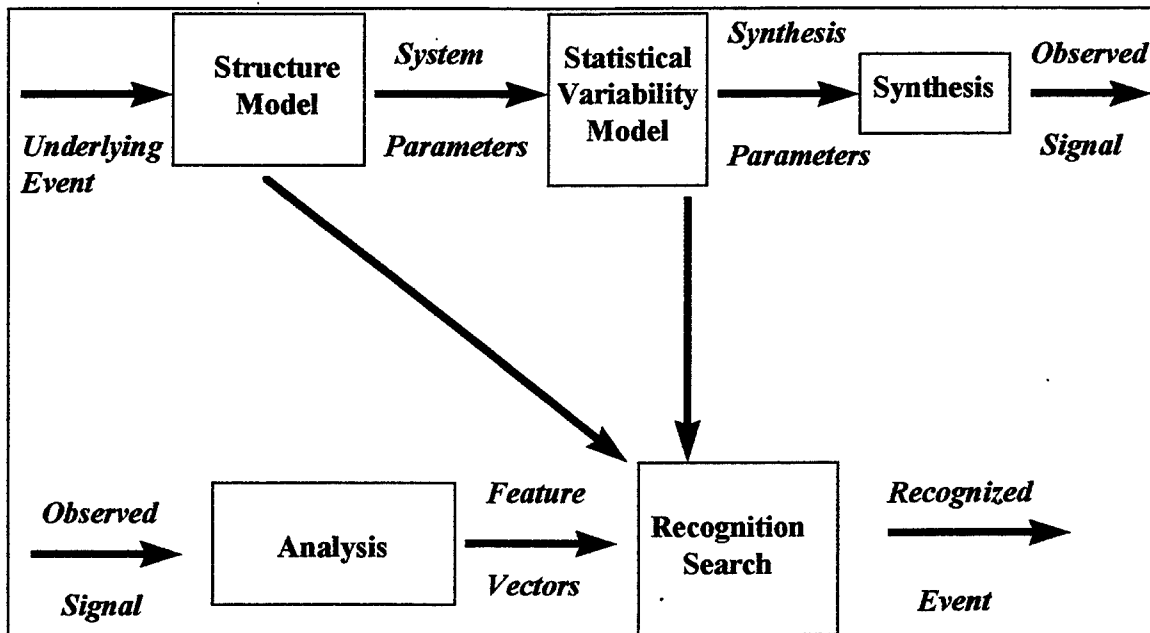 Underlying
Event
Structure
Model
System
Parameters
Statistical
Variability
Model
Synthesis
Parameters
Synthesis
Observed
Signal
Observed
Signal
Analysis
Feature
Vectors
Recognition
Search
Recognized
Event